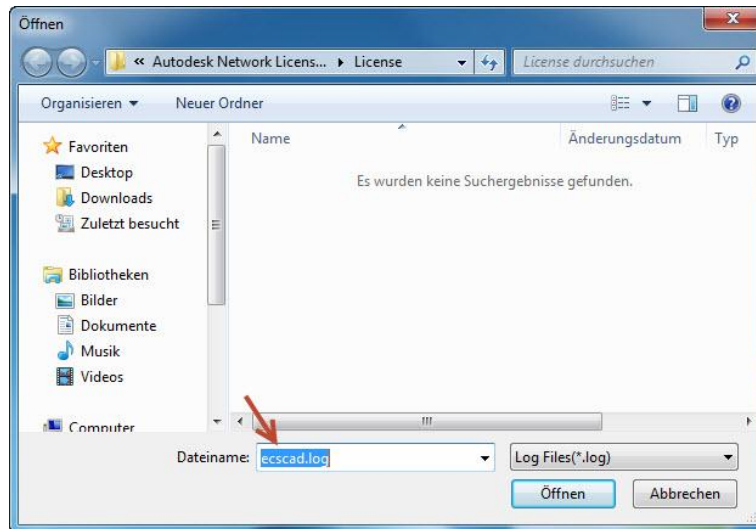 Öffnen
« Autodesk Network Licens... ▸ License
License durchsuchen
Organisieren
Neuer Ordner
Name
Änderungsdatum
Typ
Es wurden keine Suchergebnisse gefunden.
Favoriten
Desktop
Downloads
Zuletzt besucht
Bibliotheken
Bilder
Dokumente
Musik
Videos
Computer
Dateiname: ecscad.log
Log Files(*.log)
Öffnen
Abbrechen